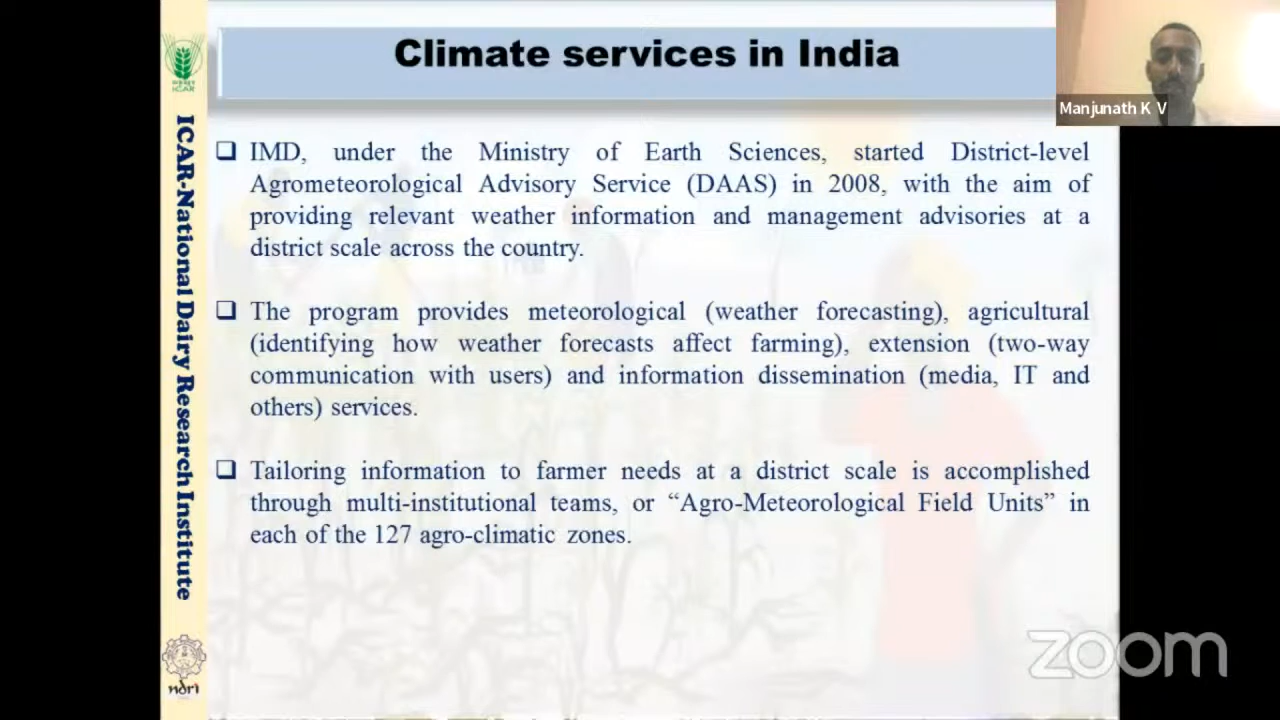 Climate services in India
Manjunath K V
IMD, under the Ministry of Earth Sciences, started District-level
Agrometeorological Advisory Service (DAAS) in 2008, with the aim of
providing relevant weather information and management advisories at a
district scale across the country.
The program provides meteorological (weather forecasting), agricultural
(identifying how weather forecasts affect farming), extension (two-way
communication with users) and information dissemination (media, IT and
others) services.
Tailoring information to farmer needs at a district scale is accomplished
through multi-institutional teams, or “Agro-Meteorological Field Units” in
each of the 127 agro-climatic zones.
ICAR
ICAR-National Dairy Research Institute
ndri
zoom